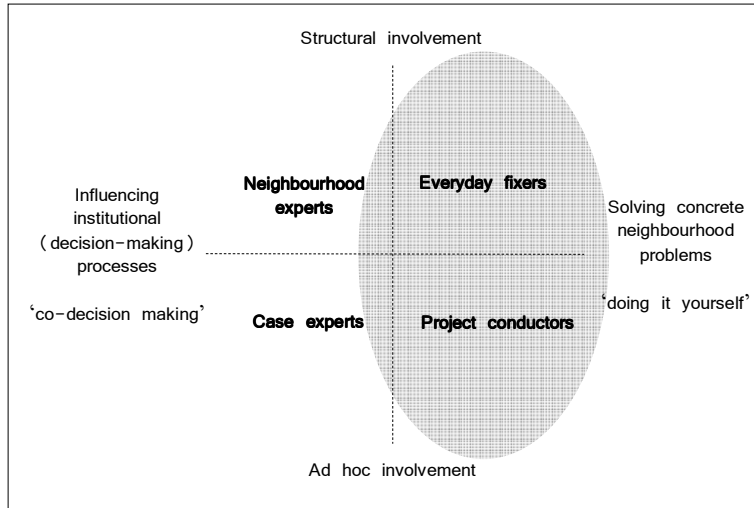 Structural involvement
Neighbourhood
experts
Everyday fixers
Influencing
institutional
(decision-making)
processes
Solving concrete
neighbourhood
problems
'co-decision making'
'doing it yourself'
Case experts
Project conductors
Ad hoc involvement